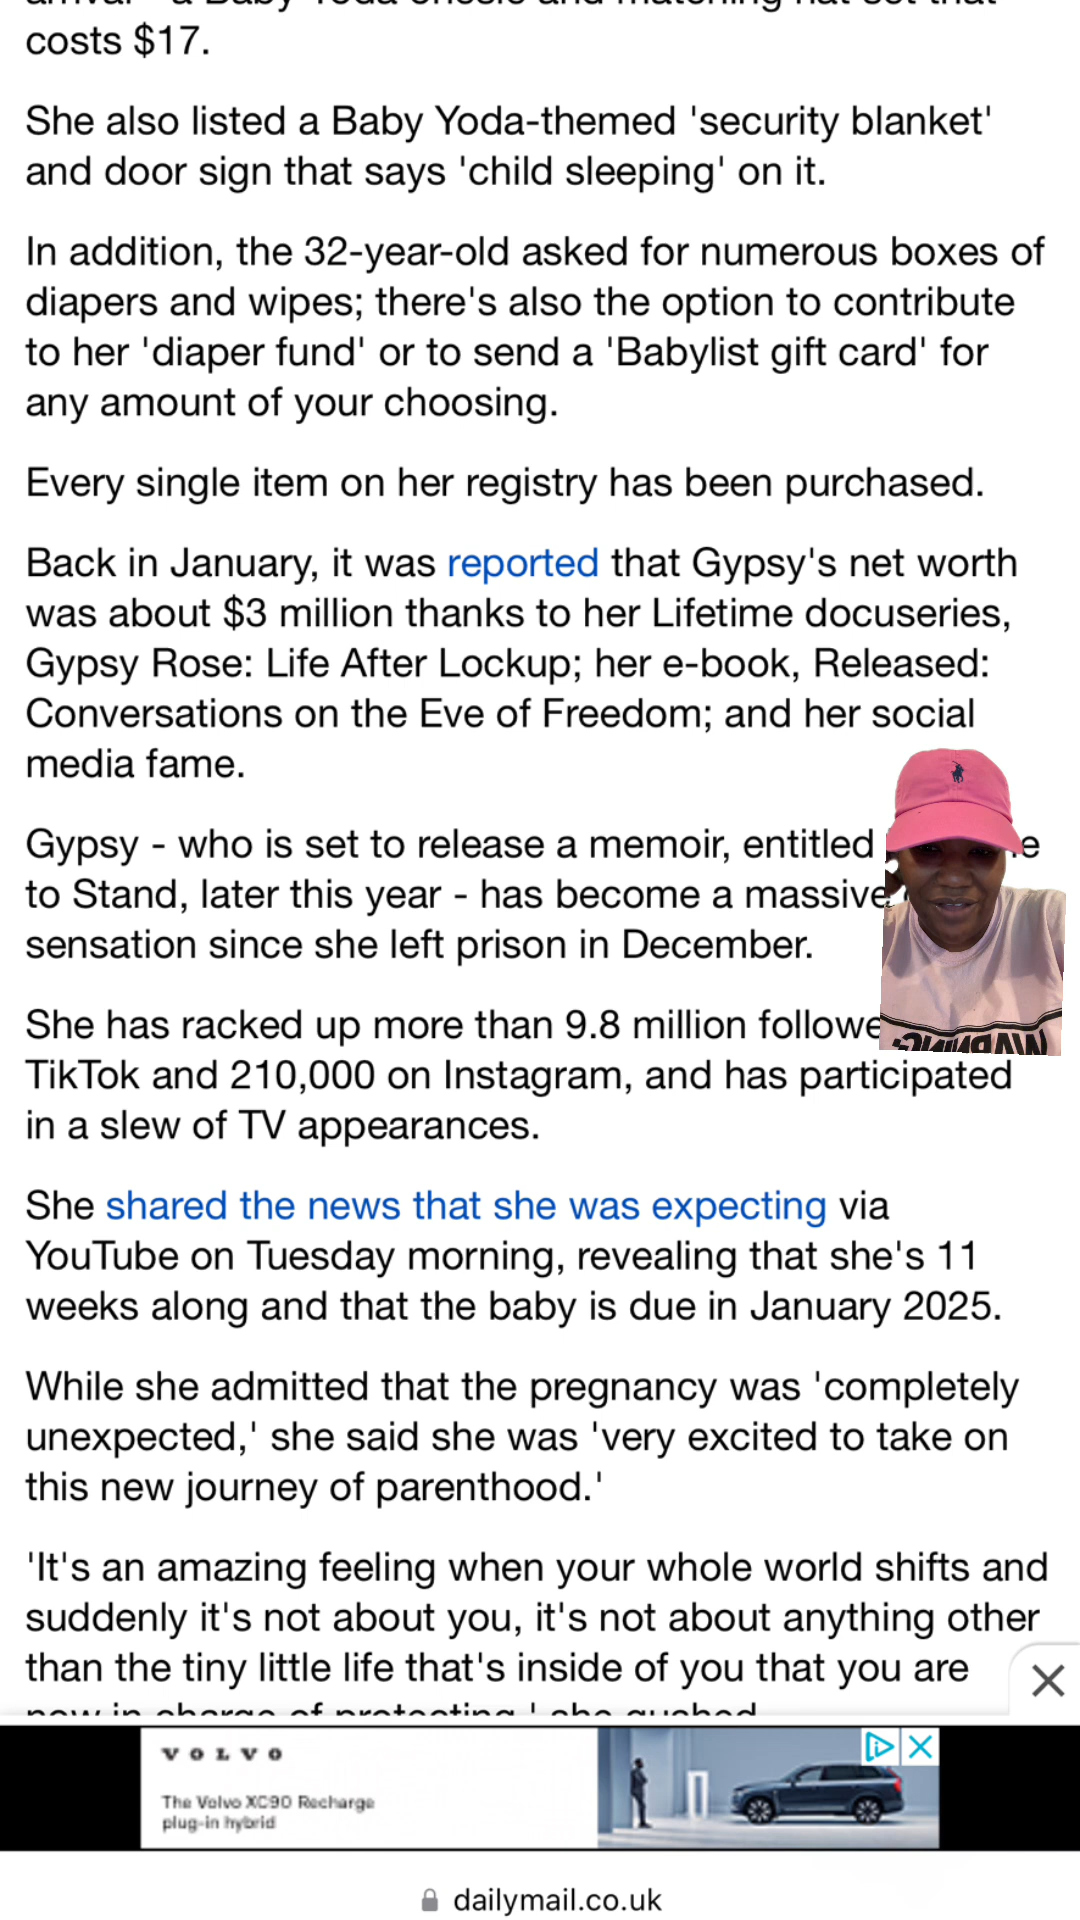 costs $17.
She also listed a Baby Yoda-themed 'security blanket'
and door sign that says 'child sleeping' on it.
In addition, the 32-year-old asked for numerous boxes of
diapers and wipes; there's also the option to contribute
to her 'diaper fund' or to send a 'Babylist gift card' for
any amount of your choosing.
Every single item on her registry has been purchased.
Back in January, it was reported that Gypsy's net worth
was about $3 million thanks to her Lifetime docuseries,
Gypsy Rose: Life After Lockup; her e-book, Released:
Conversations on the Eve of Freedom; and her social
media fame.
Gypsy - who is set to release a memoir, entitled
to Stand, later this year - has become a massive
sensation since she left prison in December.
She has racked up more than 9.8 million followe
TikTok and 210,000 on Instagram, and has participated
in a slew of TV appearances.
She shared the news that she was expecting via
YouTube on Tuesday morning, revealing that she's 11
weeks along and that the baby is due in January 2025.
While she admitted that the pregnancy was 'completely
unexpected,' she said she was 'very excited to take on
this new journey of parenthood.'
'It's an amazing feeling when your whole world shifts and
suddenly it's not about you, it's not about anything other
than the tiny little life that's inside of you that you are
now in charge of protecting,' she gushed
VOLVO
The Volvo XC90 Recharge
plug-in hybrid
dailymail.co.uk